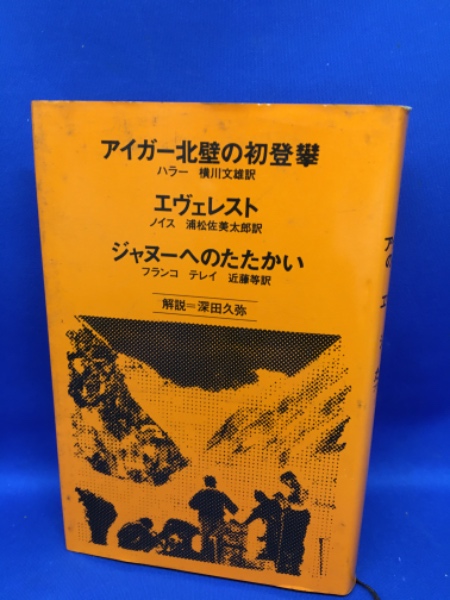 アイガー北壁の初登攀
ハラー 横川文雄訳
エヴェレスト
ノイス 浦松佐美太郎訳
ジャヌーへのたたかい
フランコ テレイ 近藤等訳
解説=深田久弥